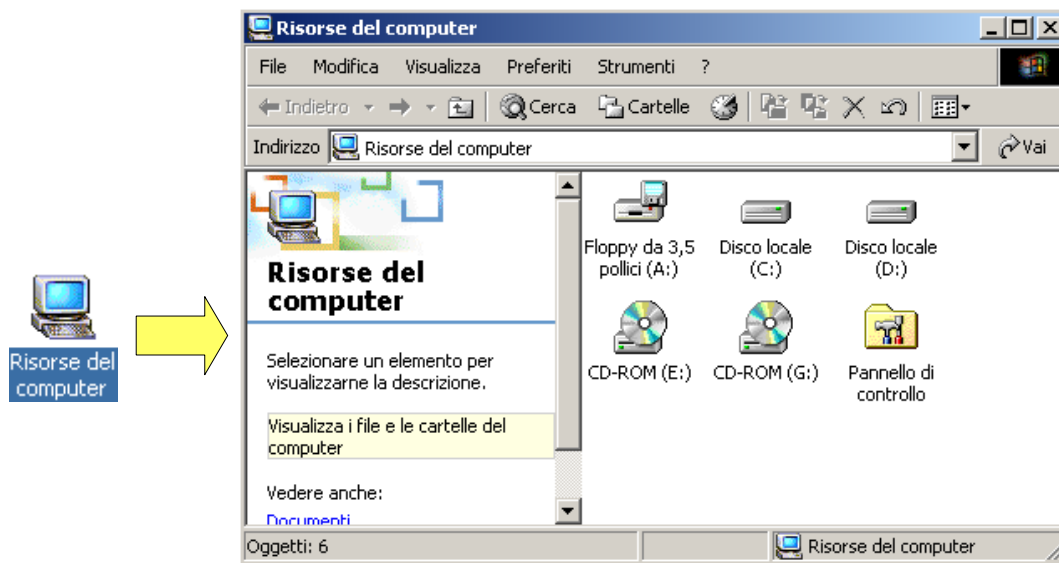 Risorse del
computer
Risorse del computer
File Modifica Visualizza Preferiti Strumenti ?
Indietro Cerca Cartelle
Indirizzo Risorse del computer Vai
Risorse del
computer
Selezionare un elemento per
visualizzarne la descrizione.
Visualizza i file e le cartelle del
computer
Vedere anche:
Documenti
Floppy da 3,5
pollici (A:)
Disco locale
(C:)
Disco locale
(D:)
CD-ROM (E:)
CD-ROM (G:)
Pannello di
controllo
Oggetti: 6
Risorse del computer